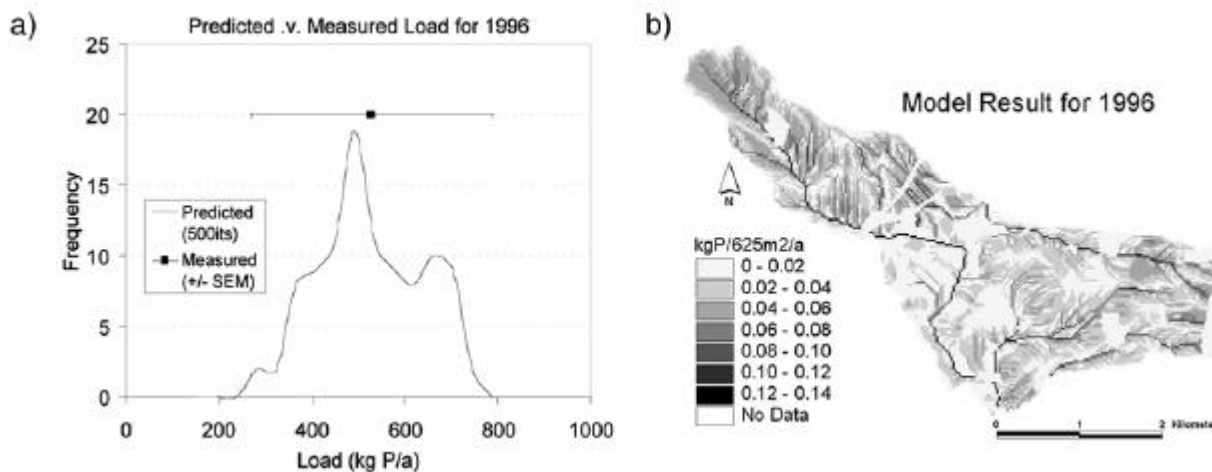 a)
Predicted .v. Measured Load for 1996
25
20
15
10
5
0
Frequency
Predicted
(500its)
Measured
(+/- SEM)
0 200 400 600 800 1000
Load (kg P/a)
b)
Model Result for 1996
N
kgP/625m2/a
0 - 0.02
0.02 - 0.04
0.04 - 0.06
0.06 - 0.08
0.08 - 0.10
0.10 - 0.12
0.12 - 0.14
No Data
0 1 2 Kilomete